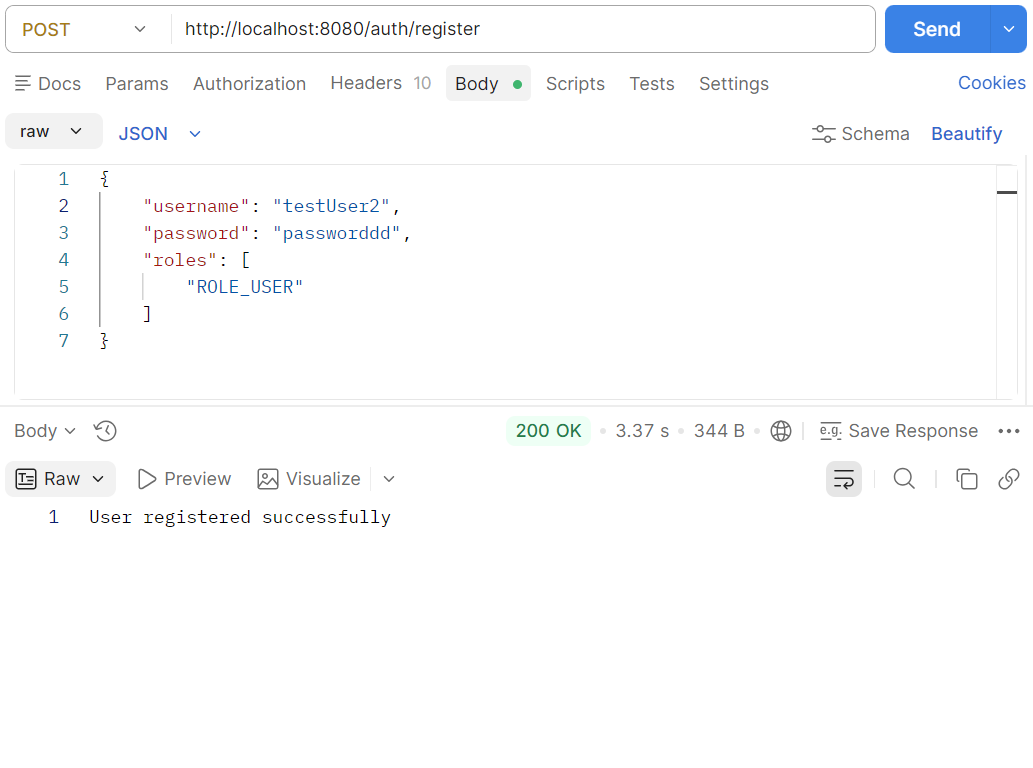 POST http://localhost:8080/auth/register Send
Docs Params Authorization Headers 10 Body Scripts Tests Settings Cookies
raw JSON Schema Beautify
1 {
2 "username": "testUser2",
3 "password": "passworddd",
4 "roles": [
5 "ROLE_USER"
6 ]
7 }
Body 200 OK • 3.37 s • 344 B • e.g. Save Response
Raw Preview Visualize
1 User registered successfully